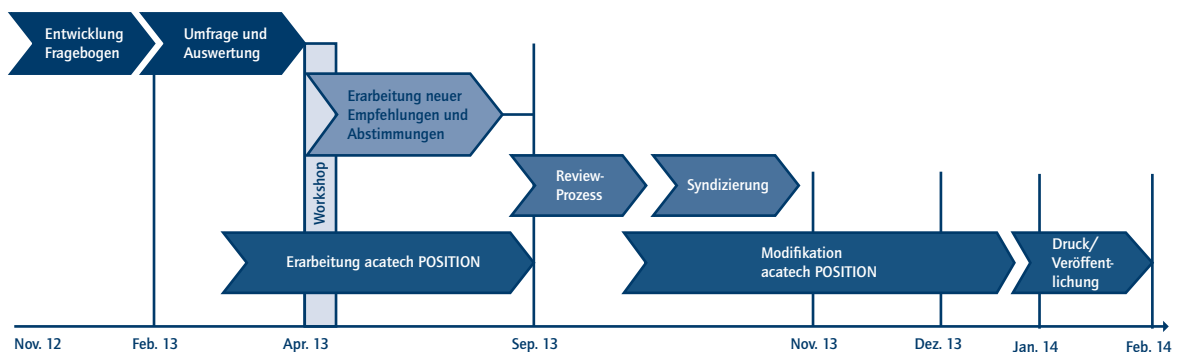 Entwicklung
Fragebogen
Umfrage und
Auswertung
Erarbeitung neuer
Empfehlungen und
Abstimmungen
Workshop
Review-
Prozess
Syndizierung
Erarbeitung acatech POSITION
Modifikation
acatech POSITION
Druck/
Veröffent-
lichung
Nov. 12
Feb. 13
Apr. 13
Sep. 13
Nov. 13
Dez. 13
Jan. 14
Feb. 14